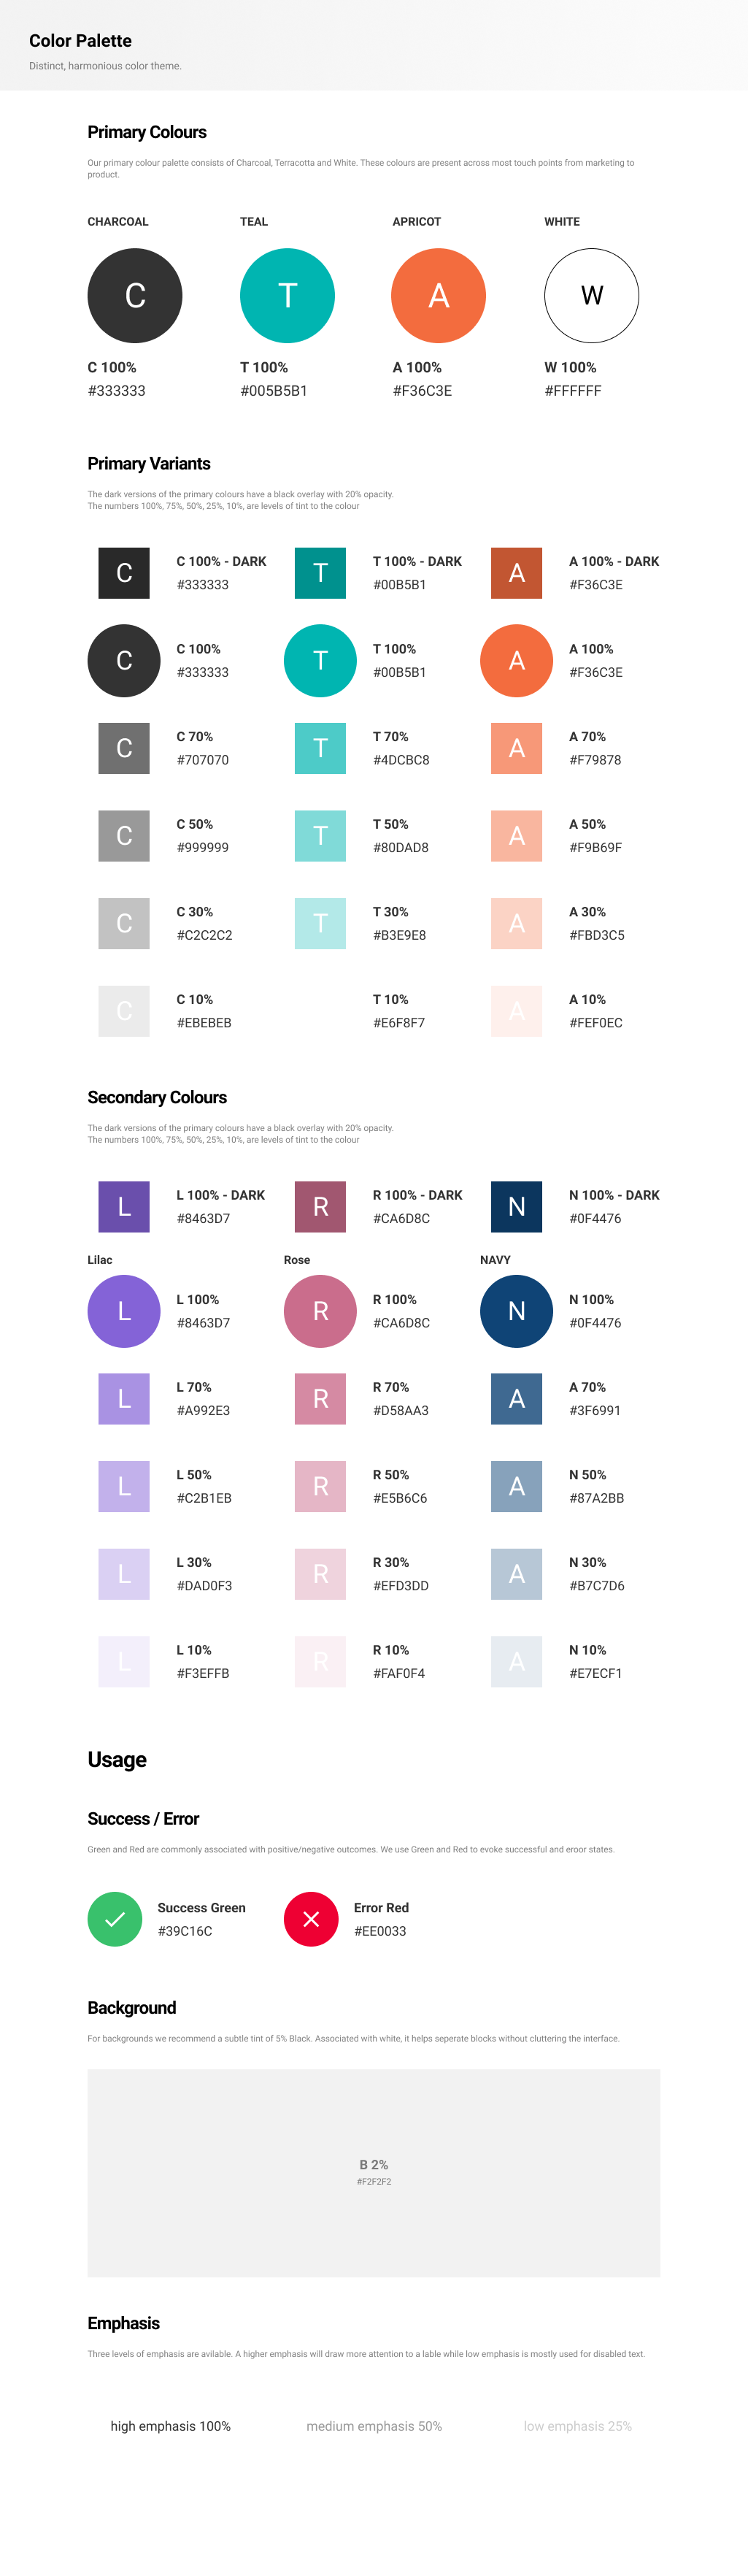 Color Palette
Distinct, harmonious color theme.
Primary Colours
Our primary colour palette consists of Charcoal, Terracotta and White. These colours are present across most touch points from marketing to
product.
CHARCOAL TEAL APRICOT WHITE
C T A W
C 100% T 100% A 100% W 100%
#333333 #005B5B1 #F36C3E #FFFFFF
Primary Variants
The dark versions of the primary colours have a black overlay with 20% opacity.
The numbers 100%, 75%, 50%, 25%, 10%, are levels of tint to the colour
C C 100% - DARK T T 100% - DARK A A 100% - DARK
#333333 #00B5B1 #F36C3E
C C 100% T T 100% A A 100%
#333333 #00B5B1 #F36C3E
C C 70% T T 70% A A 70%
#707070 #4DCBC8 #F79878
C C 50% T T 50% A A 50%
#999999 #80DAD8 #F9B69F
C C 30% T T 30% A A 30%
#C2C2C2 #B3E9E8 #FBD3C5
C C 10% T 10% A A 10%
#EBEBEB #E6F8F7 #FEF0EC
Secondary Colours
The dark versions of the primary colours have a black overlay with 20% opacity.
The numbers 100%, 75%, 50%, 25%, 10%, are levels of tint to the colour
L L 100% - DARK R R 100% - DARK N N 100% - DARK
#8463D7 #CA6D8C #0F4476
Lilac Rose NAVY
L L 100% R R 100% N N 100%
#8463D7 #CA6D8C #0F4476
L L 70% R R 70% A A 70%
#A992E3 #D58AA3 #3F6991
L L 50% R R 50% A N 50%
#C2B1EB #E5B6C6 #87A2BB
L L 30% R R 30% A N 30%
#DAD0F3 #EFD3DD #B7C7D6
L L 10% R R 10% A N 10%
#F3EFFB #FAF0F4 #E7ECF1
Usage
Success / Error
Green and Red are commonly associated with positive/negative outcomes. We use Green and Red to evoke successful and eroor states.
Success Green Error Red
#39C16C #EE0033
Background
For backgrounds we recommend a subtle tint of 5% Black. Associated with white, it helps seperate blocks without cluttering the interface.
B 2%
#F2F2F2
Emphasis
Three levels of emphasis are avilable. A higher emphasis will draw more attention to a lable while low emphasis is mostly used for disabled text.
high emphasis 100% medium emphasis 50% low emphasis 25%